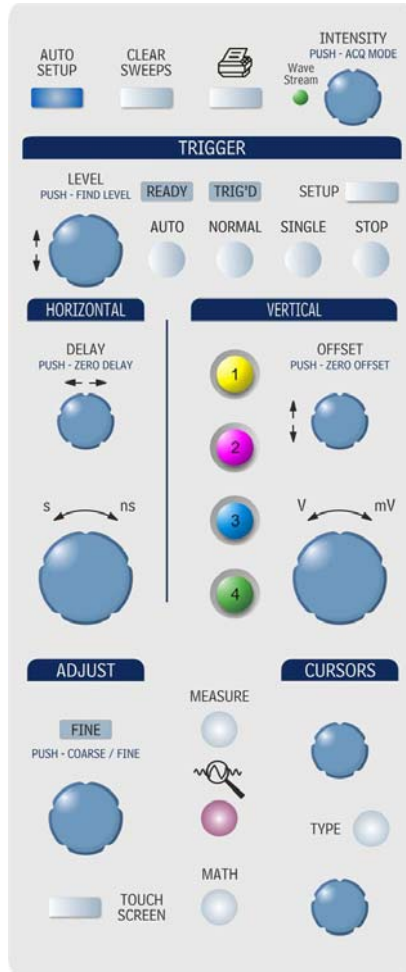 AUTO
SETUP
CLEAR
SWEEPS
INTENSITY
PUSH - ACQ MODE
Wave
Stream
TRIGGER
LEVEL
PUSH - FIND LEVEL
READY
TRIG'D
SETUP
AUTO
NORMAL
SINGLE
STOP
HORIZONTAL
VERTICAL
DELAY
PUSH - ZERO DELAY
OFFSET
PUSH - ZERO OFFSET
1
2
3
4
s
ns
V
mV
ADJUST
CURSORS
FINE
PUSH - COARSE / FINE
MEASURE
TYPE
MATH
TOUCH
SCREEN